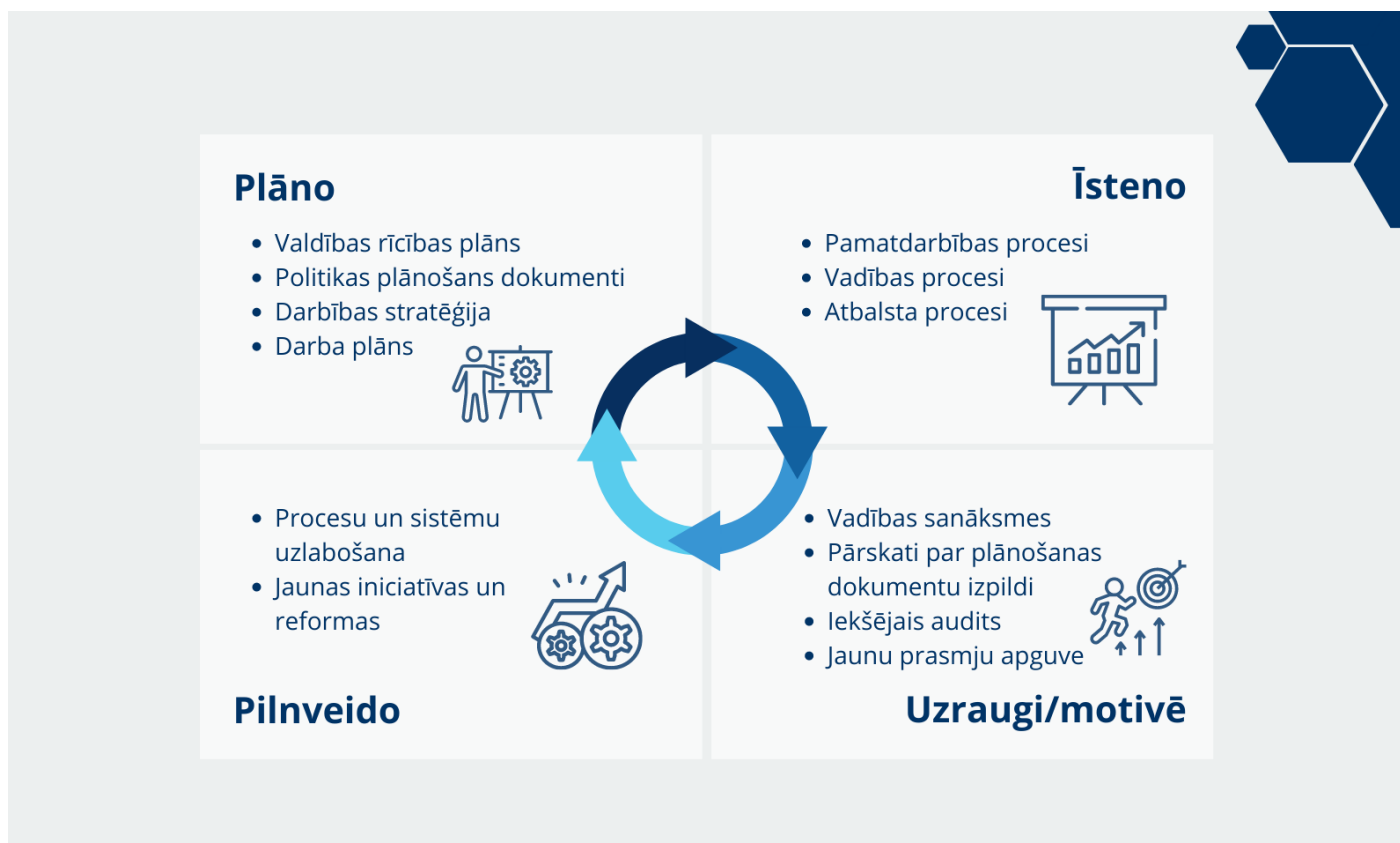 Plāno
• Valdības rīcības plāns
• Politikas plānošans dokumenti
• Darbības stratēģija
• Darba plāns
Īsteno
• Pamatdarbības procesi
• Vadības procesi
• Atbalsta procesi
• Procesu un sistēmu
uzlabošana
• Jaunas iniciatīvas un
reformas
Pilnveido
• Vadības sanāksmes
• Pārskati par plānošanas
dokumentu izpildi
• Iekšējais audits
• Jaunu prasmju apguve
Uzraugi/motivē